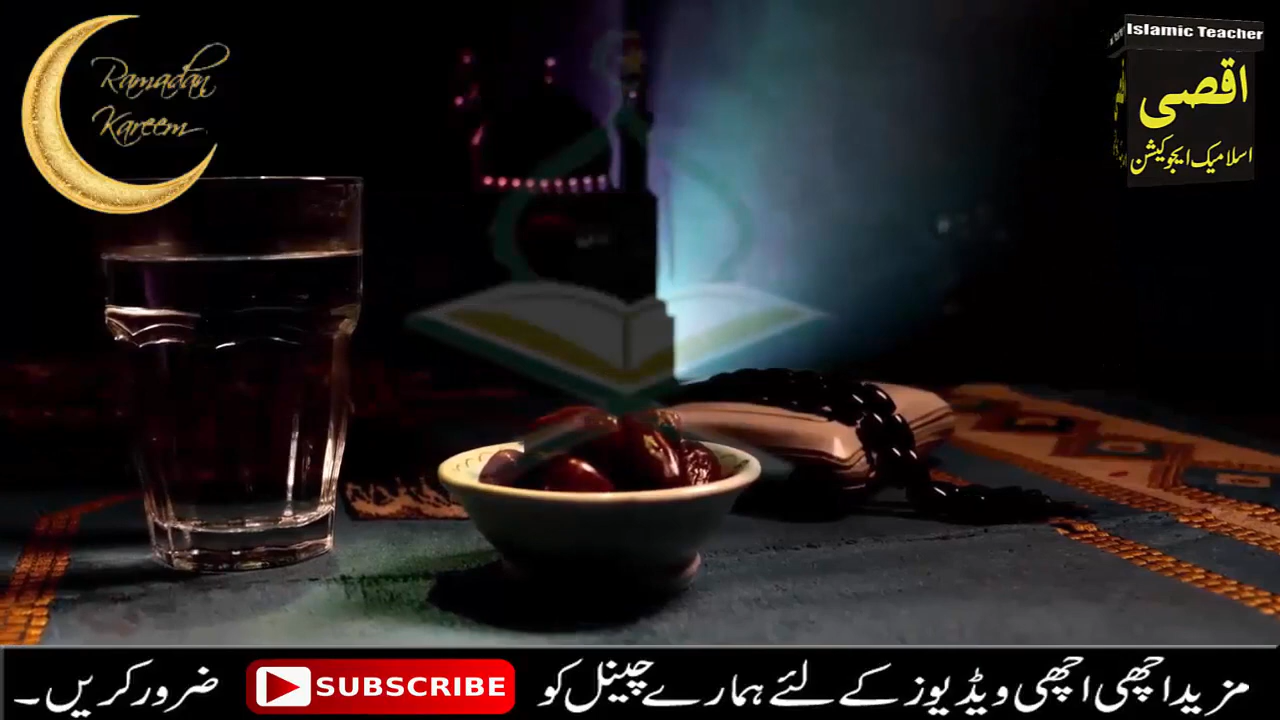 Ramadan
Kareem
Islamic Teacher
اقصیٰ
اسلامیک ایجوکیشن
مزید اچھی اچھی ویڈیوز کے لئے ہمارے چینل کو SUBSCRIBE ضرور کریں۔